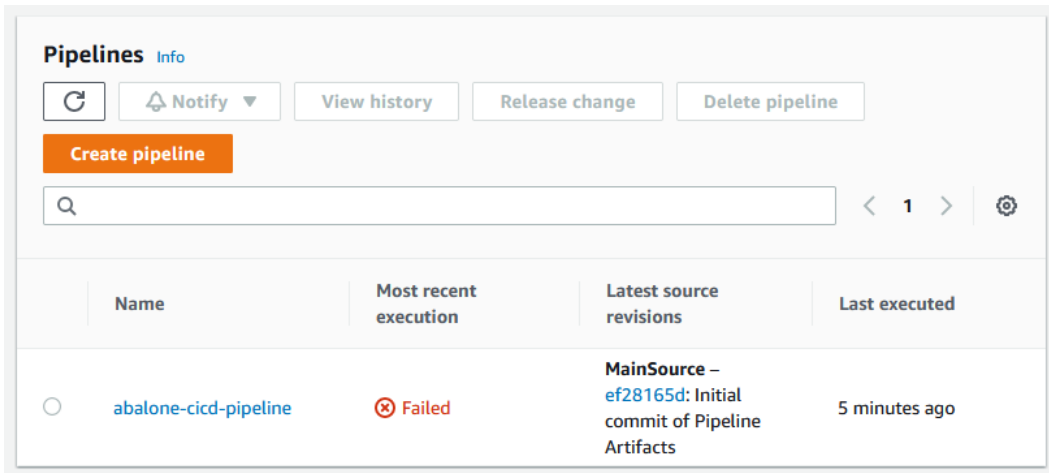 Pipelines Info
Notify
View history
Release change
Delete pipeline
Create pipeline
1
Name
Most recent
execution
Latest source
revisions
Last executed
abalone-cicd-pipeline
Failed
MainSource –
ef28165d: Initial
commit of Pipeline
Artifacts
5 minutes ago